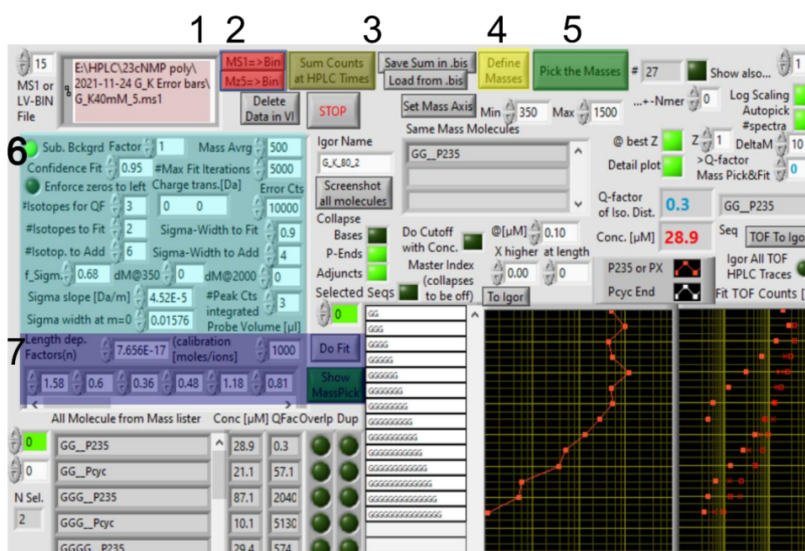 1 2 3 4 5
15
MS1 or
LV-BIN
File
E:\HPLC\23cNMP poly\
2021-11-24 G_K Error bars\
G_K40mM_5.ms1
MS1=>Bin
Mz5=>Bin
Sum Counts
at HPLC Times
Save Sum in .bis
Load from .bis
Define
Masses
Pick the Masses
# 27
Show also...
1
Delete
Data in VI
STOP
Set Mass Axis
Min 350
Max 1500
...+-Nmer 0
Log Scaling
Autopick
#spectra
10
6
Sub. Bckgrd Factor 1
Mass Avrg 500
Confidence Fit 0.95
#Max Fit Iterations 5000
Enforce zeros to left
Charge trans.[Da]
Error Cts
#Isotopes for QF 3
0 0
10000
#Isotopes to Fit 2
Sigma-Width to Fit 0.9
#Isotop. to Add 6
Sigma-Width to Add 4
f_Sigm. 0.68
dM@350 0
dM@2000 0
Sigma slope [Da/m] 4.52E-5
#Peak Cts
integrated
3
Sigma width at m=0 0.01576
Probe Volume [µl]
Igor Name
G_K_80_2
Screenshot
all molecules
Collapse
Bases
P-Ends
Adjuncts
Selected Seqs
0
Same Mass Molecules
GG__P235
Do Cutoff
with Conc.
@[µM] 0.10
X higher at length
0.00 0
Master Index
(collapses
to be off)
To Igor
@ best Z
Z 1
DeltaM 10
Detail plot
>Q-factor
Mass Pick&Fit 0
Q-factor
of Iso. Dist.
0.3
GG__P235
Conc. [µM] 28.9
Seq
TOF To Igo
P235 or PX
Pcyc End
Igor All TOF
HPLC Traces
Fit TOF Counts [
7
Length dep.
Factors(n)
7.656E-17
(calibration
moles/ions)
1000
Do Fit
1.58 0.6 0.36 0.48 1.18 0.81
Show
MassPick
GG
GGG
GGGG
GGGGG
GGGGGG
GGGGGGG
GGGGGGGG
GGGGGGGGG
GGGGGGGGGG
GGGGGGGGGGG
GGGGGGGGGGGG
GGGGGGGGGGGGG
GGGGGGGGGGGGGG
GGGGGGGGGGGGGGG
All Molecule from Mass lister Conc [µM] QFac Overlp Dup
0
GG__P235 28.9 0.3
0
GG__Pcyc 21.1 57.1
N Sel.
2
GGG__P235 87.1 2040
GGG__Pcyc 10.1 5130
GGGG_P235 29.4 574